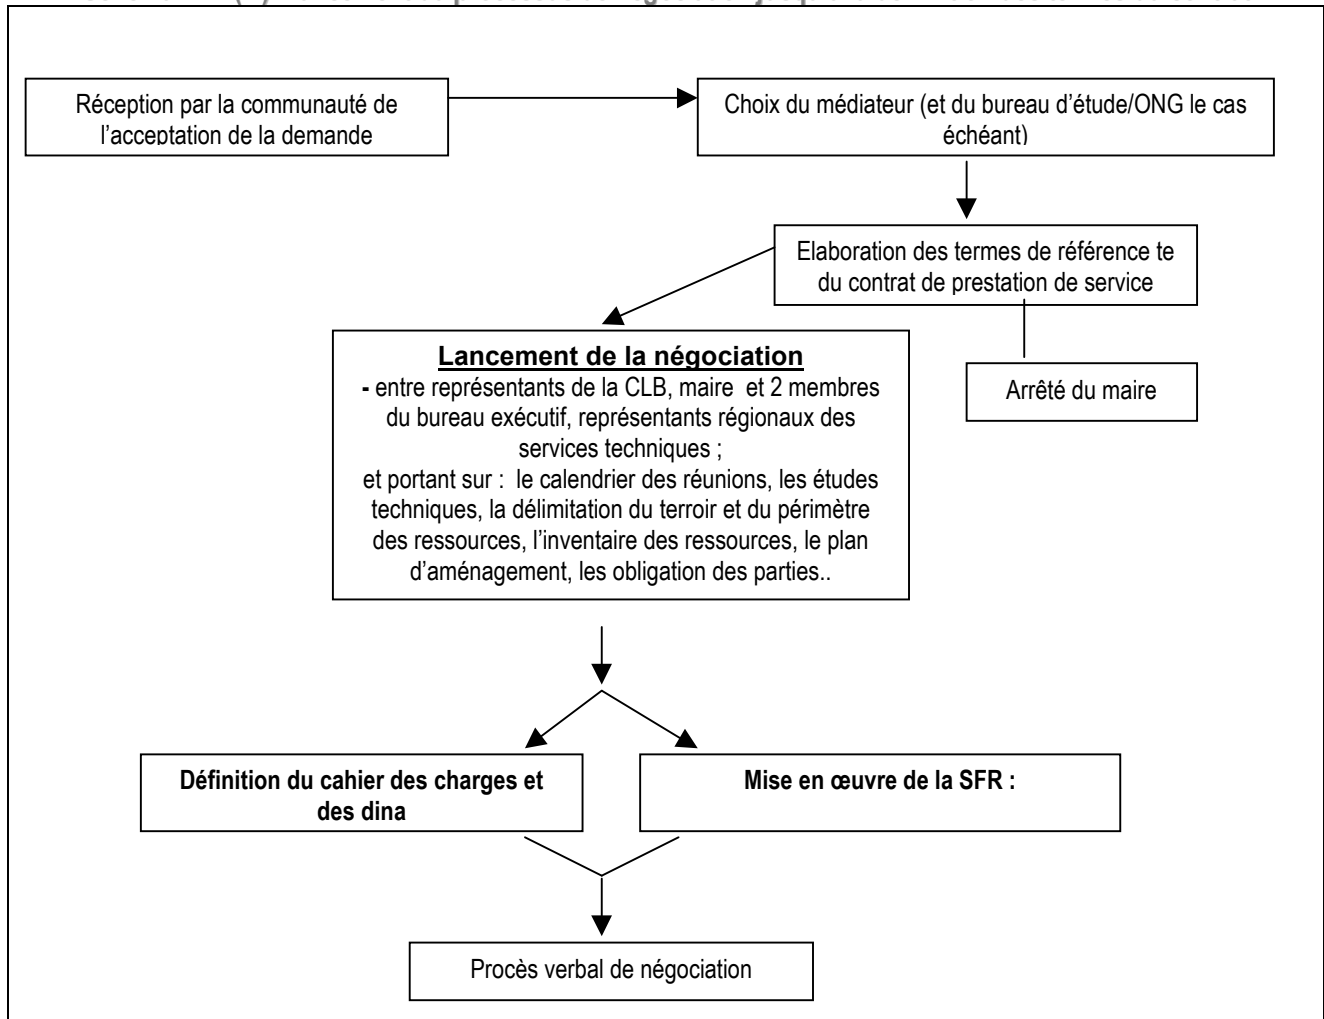 Réception par la communauté de
l'acceptation de la demande
Choix du médiateur (et du bureau d'étude/ONG le cas
échéant)
Elaboration des termes de référence te
du contrat de prestation de service
Lancement de la négociation
- entre représentants de la CLB, maire et 2 membres
du bureau exécutif, représentants régionaux des
services techniques ;
et portant sur : le calendrier des réunions, les études
techniques, la délimitation du terroir et du périmètre
des ressources, l'inventaire des ressources, le plan
d'aménagement, les obligation des parties..
Arrêté du maire
Définition du cahier des charges et
des dina
Mise en œuvre de la SFR :
Procès verbal de négociation